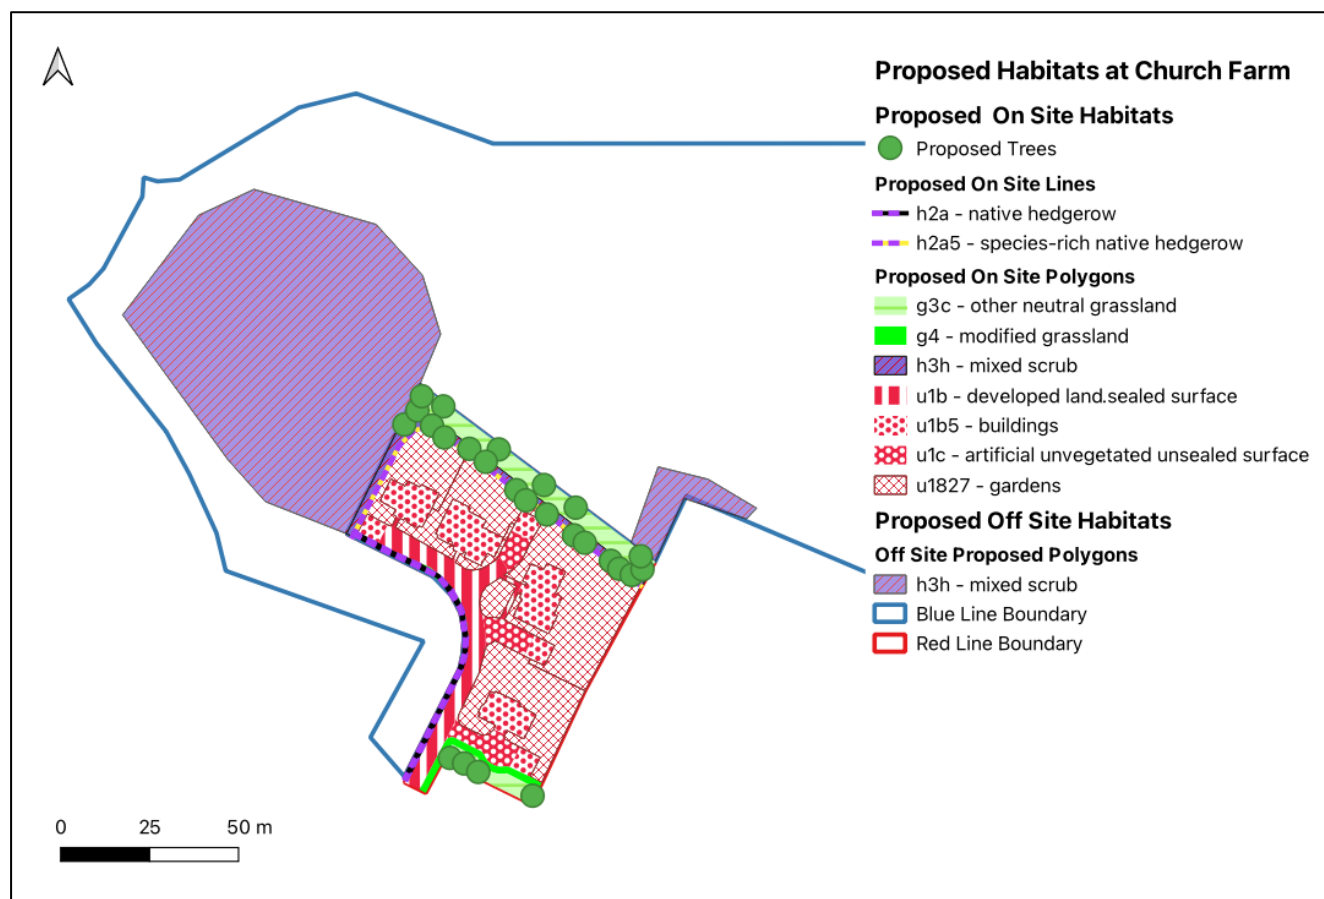 Proposed Habitats at Church Farm
Proposed On Site Habitats
Proposed Trees
Proposed On Site Lines
h2a - native hedgerow
h2a5 - species-rich native hedgerow
Proposed On Site Polygons
g3c - other neutral grassland
g4 - modified grassland
h3h - mixed scrub
u1b - developed land.sealed surface
u1b5 - buildings
u1c - artificial unvegetated unsealed surface
u1827 - gardens
Proposed Off Site Habitats
Off Site Proposed Polygons
h3h - mixed scrub
Blue Line Boundary
Red Line Boundary
0 25 50 m